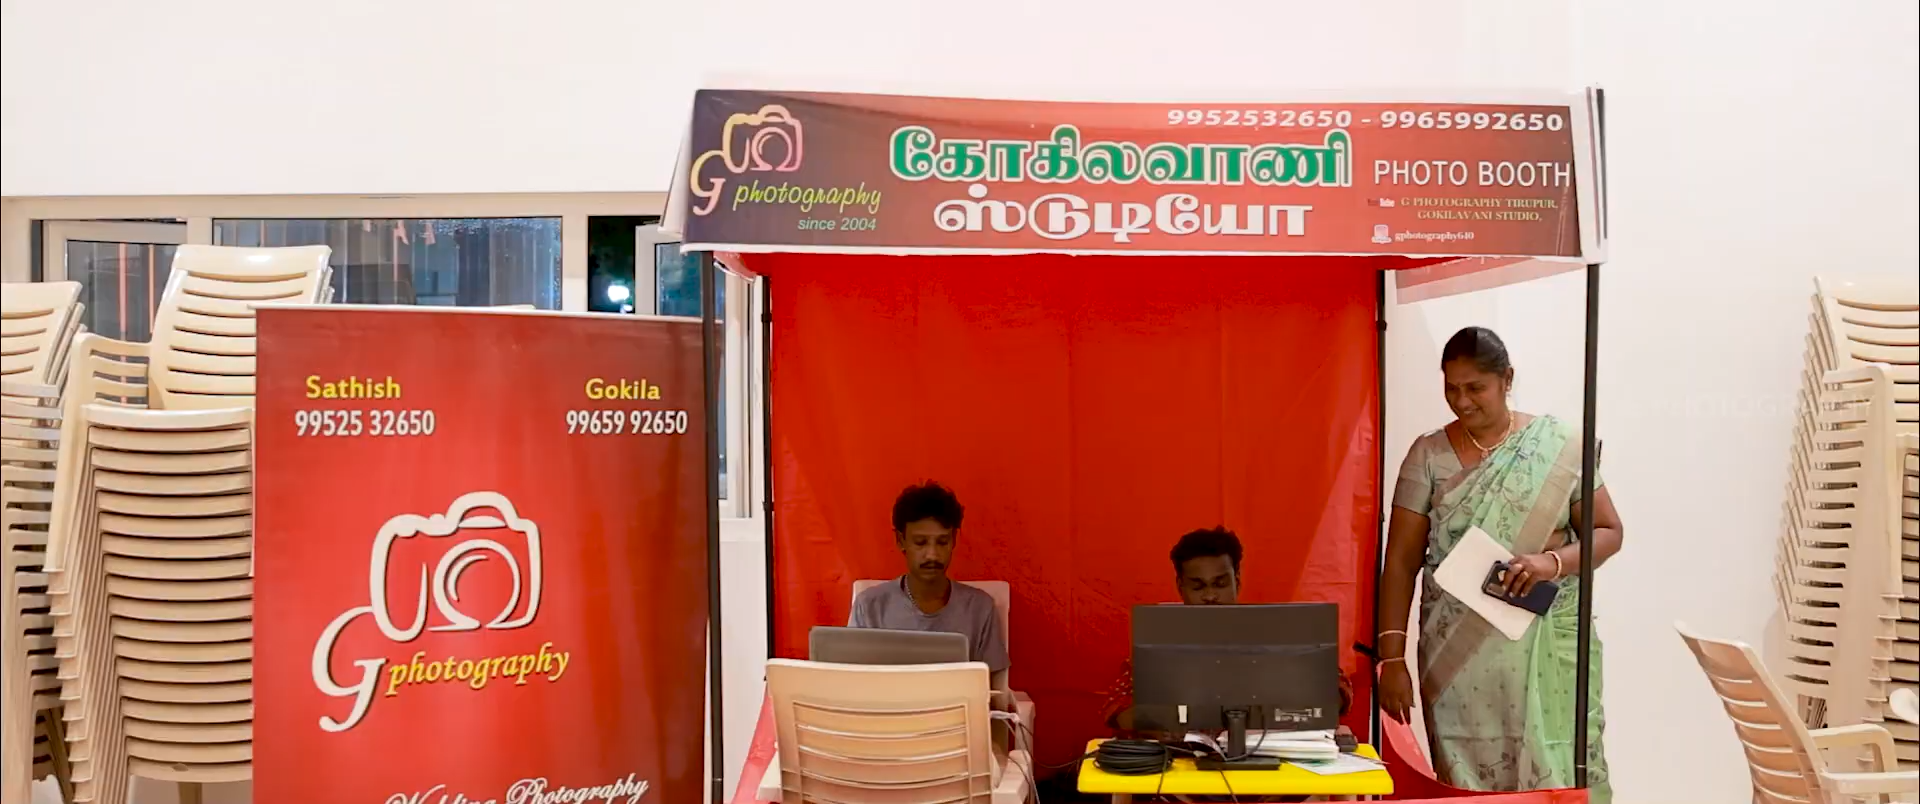 9952532650 - 9965992650
கோகிலவாணி
ஸ்டுடியோ
PHOTO BOOTH
G PHOTOGRAPHY TIRUPUR,
GOKILAVANI STUDIO,
gphotography640
G photography
since 2004
Sathish
99525 32650
Gokila
99659 92650
G photography
Wedding Photography